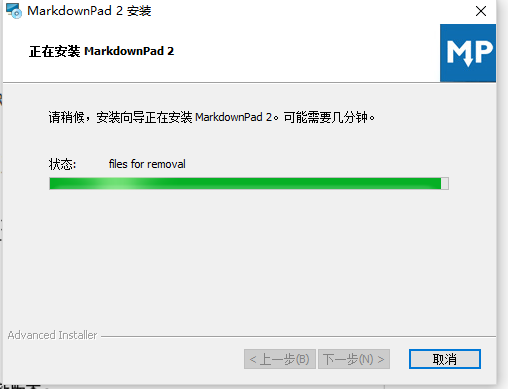 MarkdownPad 2 安装
正在安装 MarkdownPad 2
MP
请稍候，安装向导正在安装 MarkdownPad 2。可能需要几分钟。
状态: files for removal
Advanced Installer
< 上一步(B) 下一步(N) > 取消